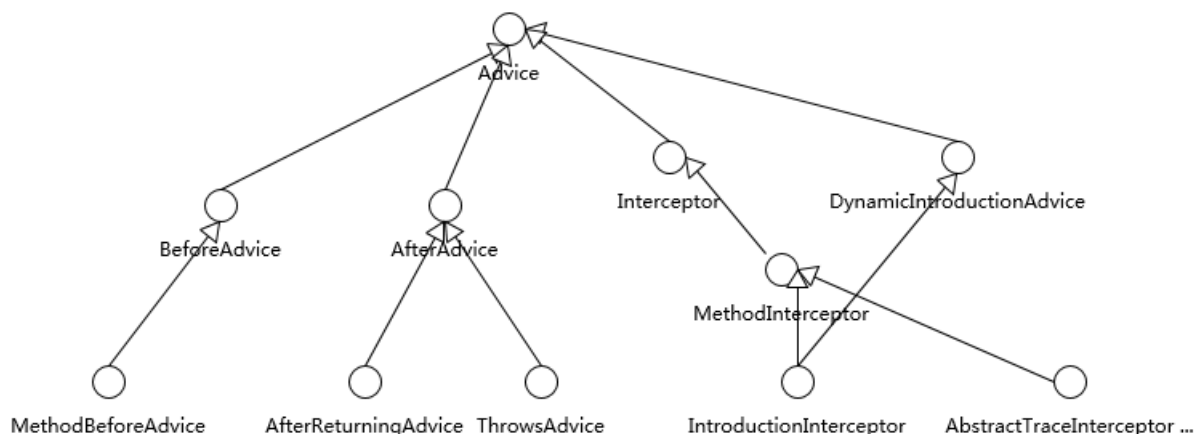 Advice
Interceptor
DynamicIntroductionAdvice
BeforeAdvice
AfterAdvice
MethodInterceptor
MethodBeforeAdvice
AfterReturningAdvice
ThrowsAdvice
IntroductionInterceptor
AbstractTraceInterceptor ...